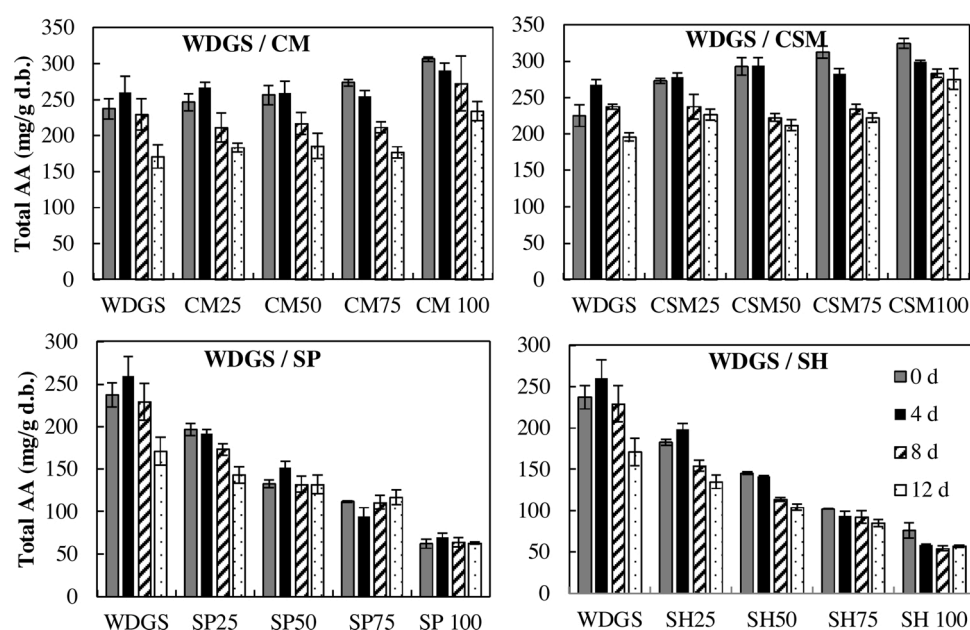 WDGS / CM
Total AA (mg/g d.b.)
350
300
250
200
150
100
50
0
WDGS CM25 CM50 CM75 CM 100
WDGS / CSM
350
300
250
200
150
100
50
0
WDGS CSM25 CSM50 CSM75 CSM100
WDGS / SP
Total AA (mg/g d.b.)
300
250
200
150
100
50
0
WDGS SP25 SP50 SP75 SP 100
WDGS / SH
300
250
200
150
100
50
0
0 d
4 d
8 d
12 d
WDGS SH25 SH50 SH75 SH 100